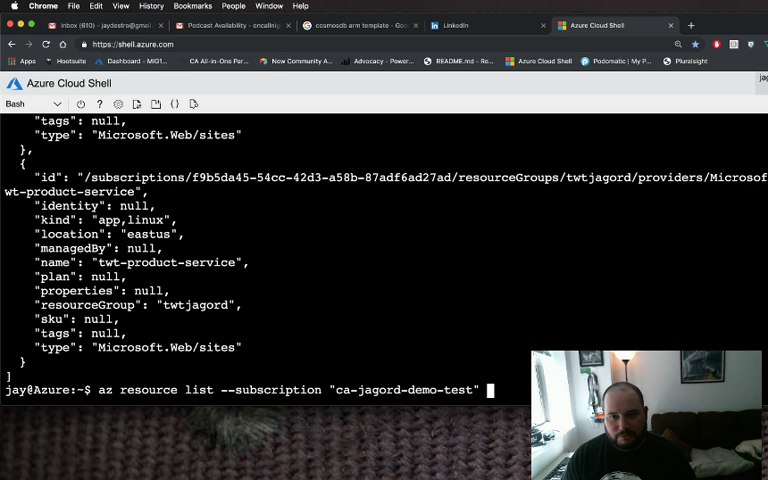 Chrome File Edit View History Bookmarks People Window Help
Inbox (610) - jaydestro@gmai.
Podcast Availability - oncallnig
cosmosdb arm template - Goo
LinkedIn
Azure Cloud Shell
https://shell.azure.com
Apps Hootsuite Dashboard - MIG1... CA All-in-One Par... New Community A... Advocacy - Power... README.md - Re... Azure Cloud Shell Podomatic | My P... Pluralsight
Azure Cloud Shell
Bash
"tags": null,
"type": "Microsoft.Web/sites"
},
{
"id": "/subscriptions/f9b5da45-54cc-42d3-a58b-87adf6ad27ad/resourceGroups/twtjagord/providers/Microsof
wt-product-service",
"identity": null,
"kind": "app,linux",
"location": "eastus",
"managedBy": null,
"name": "twt-product-service",
"plan": null,
"properties": null,
"resourceGroup": "twtjagord",
"sku": null,
"tags": null,
"type": "Microsoft.Web/sites"
}
]
jay@Azure:~$ az resource list --subscription "ca-jagord-demo-test"